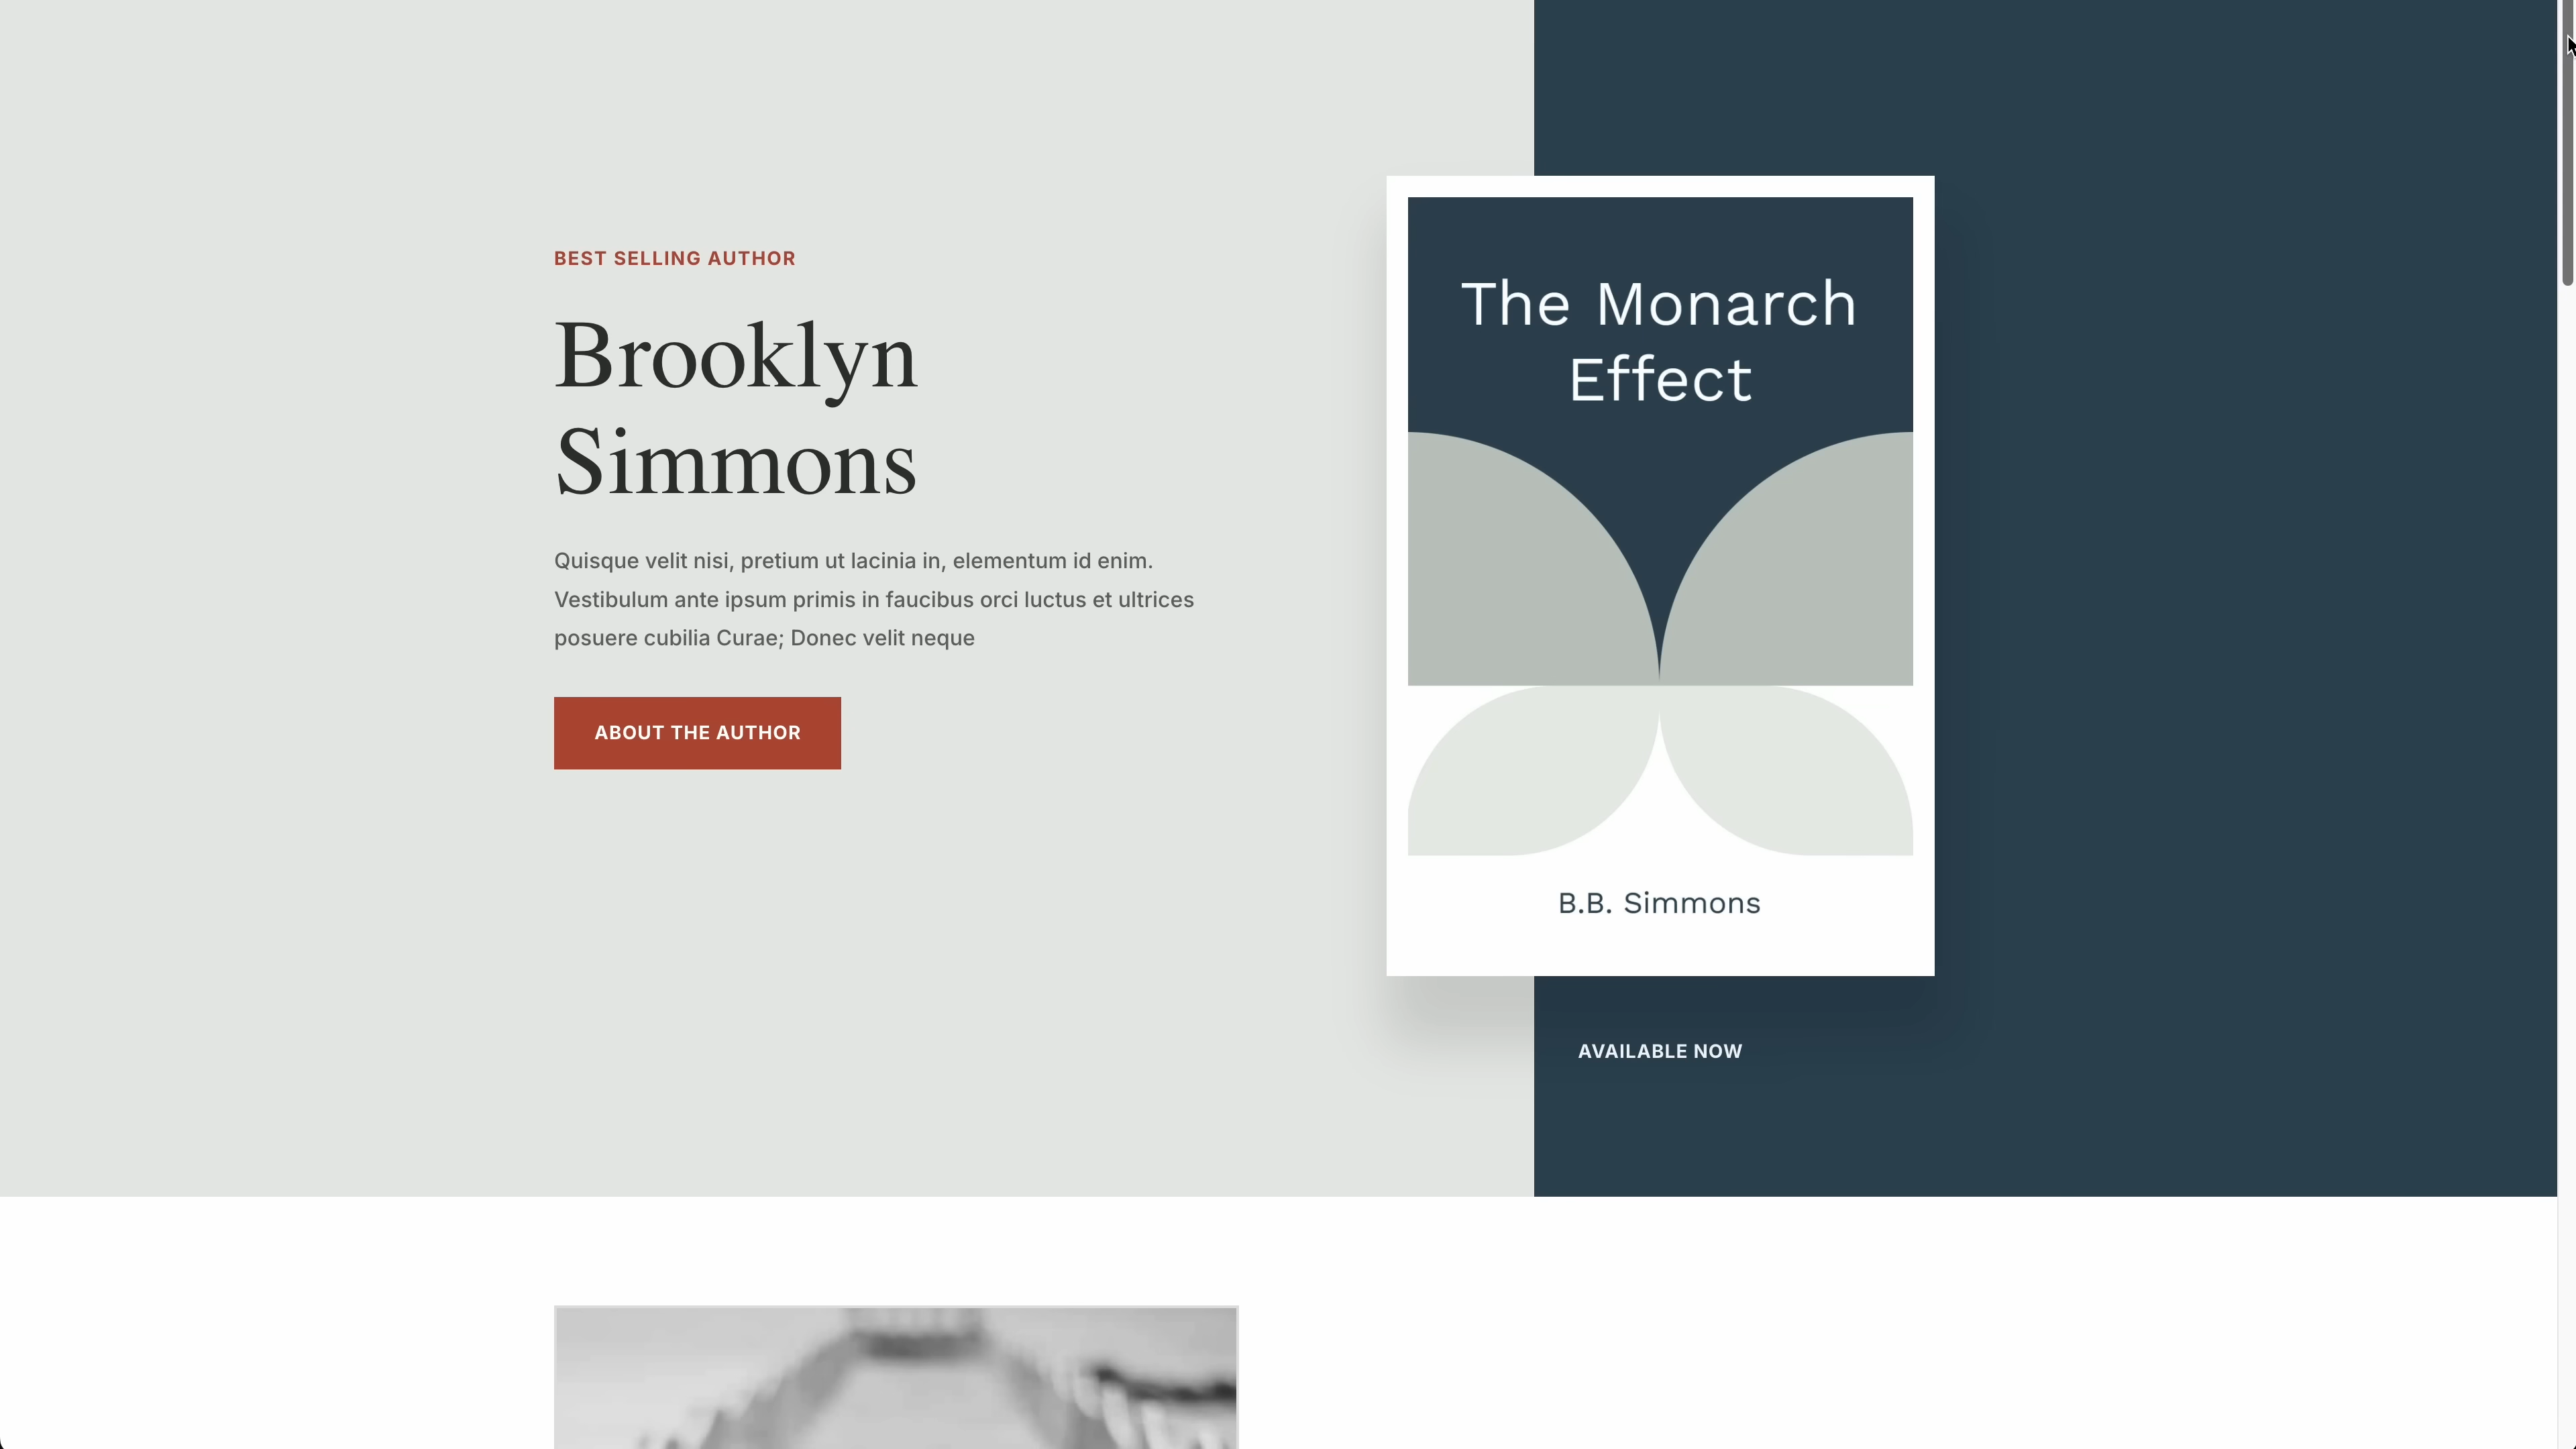 BEST SELLING AUTHOR
Brooklyn
Simmons
Quisque velit nisi, pretium ut lacinia in, elementum id enim.
Vestibulum ante ipsum primis in faucibus orci luctus et ultrices
posuere cubilia Curae; Donec velit neque
ABOUT THE AUTHOR
The Monarch
Effect
B.B. Simmons
AVAILABLE NOW